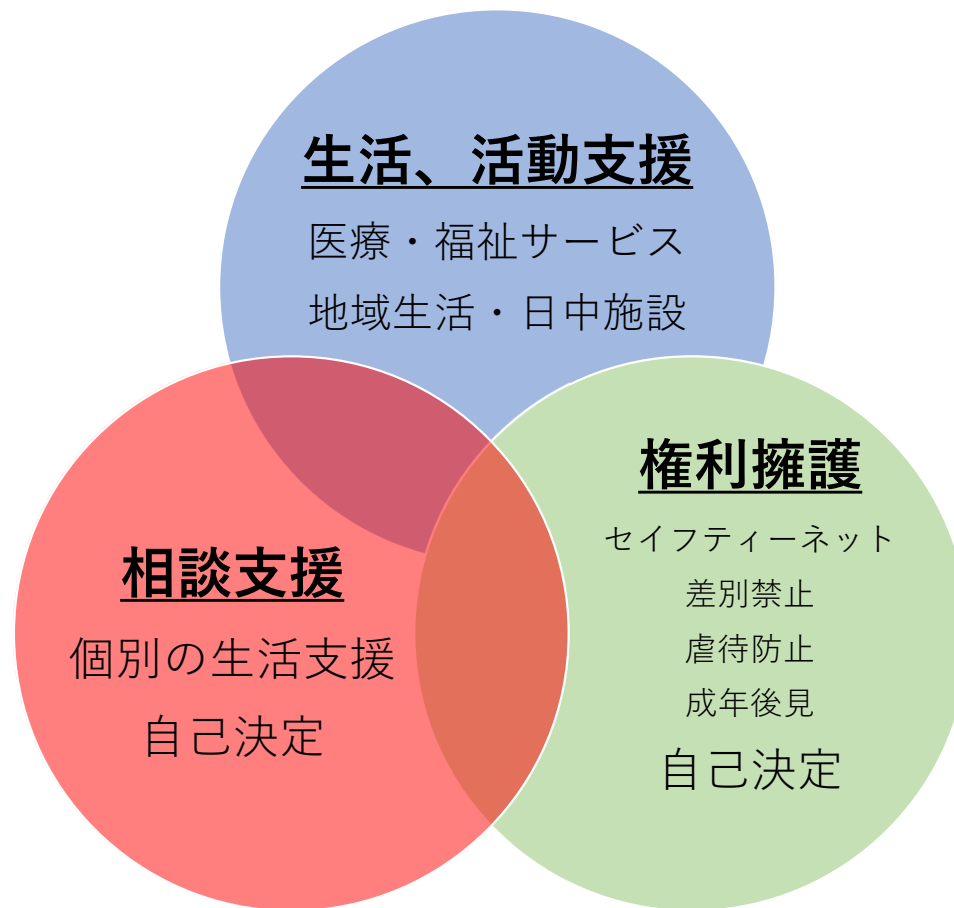 生活、活動支援
医療・福祉サービス
地域生活・日中施設
相談支援
個別の生活支援
自己決定
権利擁護
セイフティーネット
差別禁止
虐待防止
成年後見
自己決定